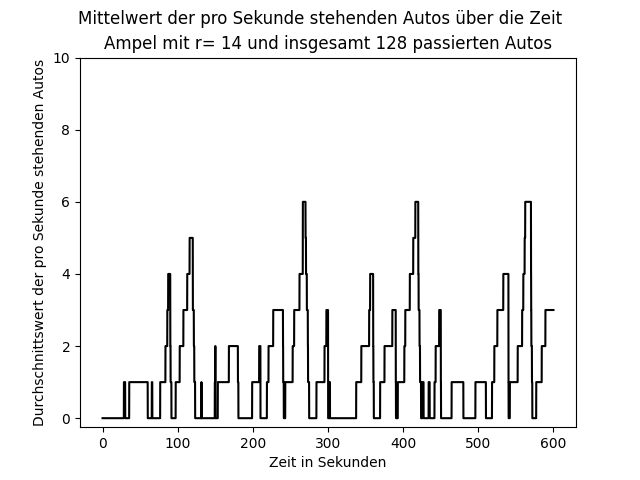 Mittelwert der pro Sekunde stehenden Autos über die Zeit
Ampel mit r= 14 und insgesamt 128 passierten Autos
Durchschnittswert der pro Sekunde stehenden Autos
10
8
6
4
2
0
0 100 200 300 400 500 600
Zeit in Sekunden